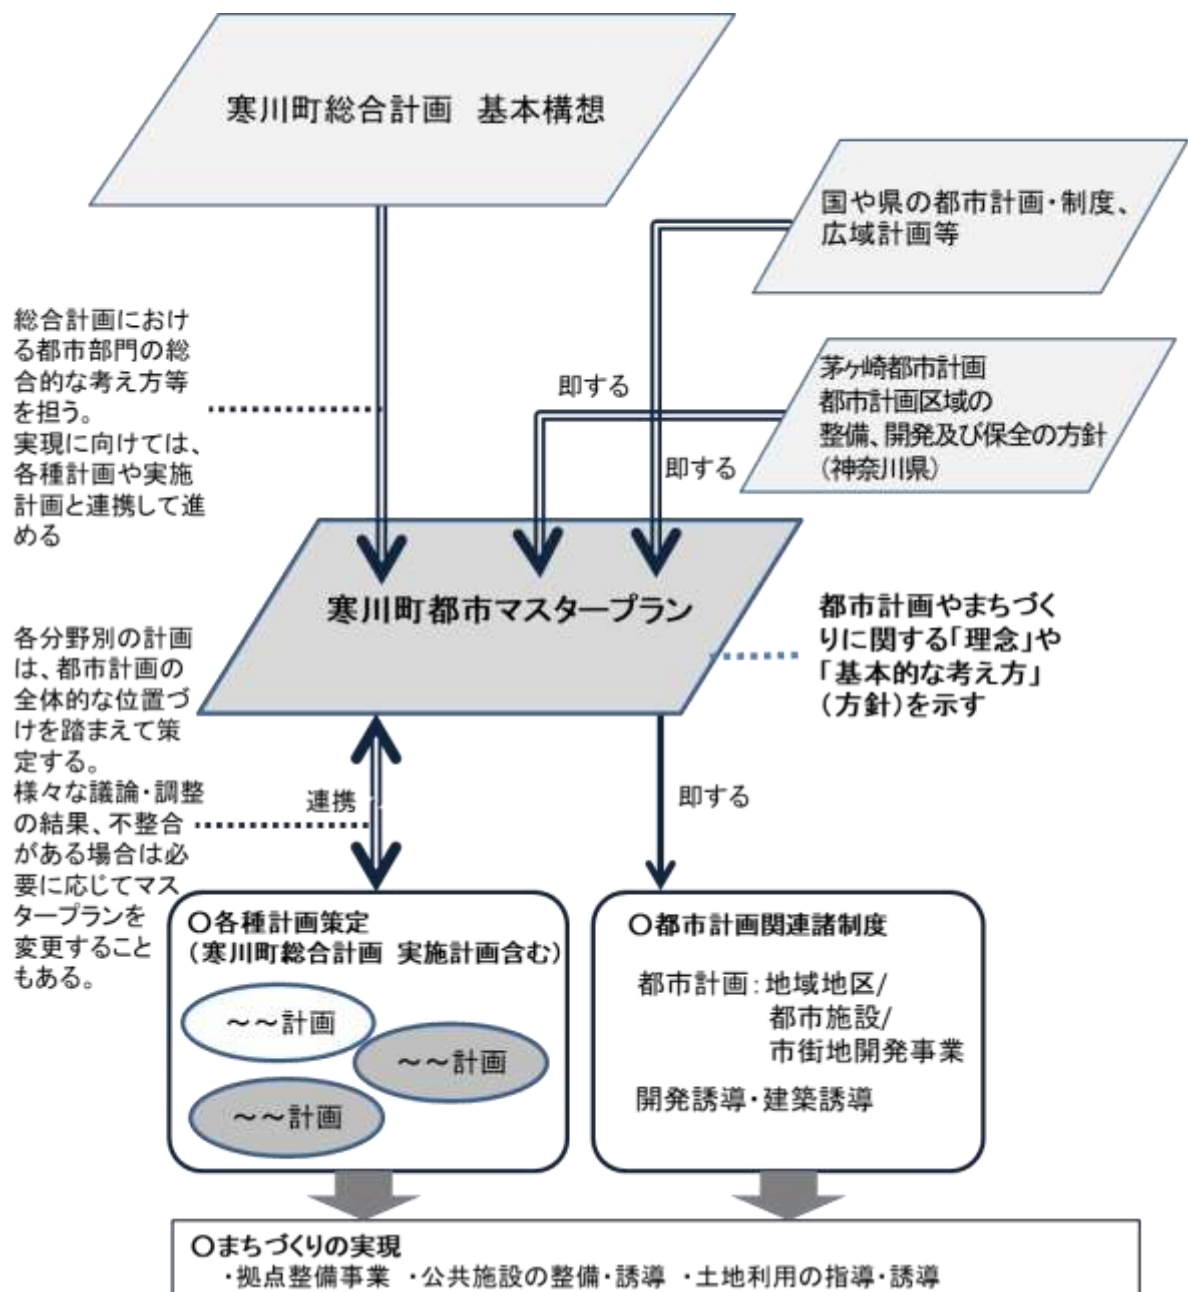 寒川町総合計画　基本構想
国や県の都市計画・制度、
広域計画等
総合計画におけ
る都市部門の総
合的な考え方等
を担う。
実現に向けては、
各種計画や実施
計画と連携して進
める
即する
茅ヶ崎都市計画
都市計画区域の
整備、開発及び保全の方針
（神奈川県）
即する
寒川町都市マスタープラン
都市計画やまちづく
りに関する「理念」や
「基本的な考え方」
（方針）を示す
各分野別の計画
は、都市計画の
全体的な位置づ
けを踏まえて策
定する。
様々な議論・調整
の結果、不整合
がある場合は必
要に応じてマス
タープランを
変更すること
もある。
連携
即する
〇各種計画策定
（寒川町総合計画　実施計画含む）
～～計画
～～計画
～～計画
〇都市計画関連諸制度
都市計画：地域地区/
都市施設/
市街地開発事業
開発誘導・建築誘導
〇まちづくりの実現
・拠点整備事業　・公共施設の整備・誘導　・土地利用の指導・誘導